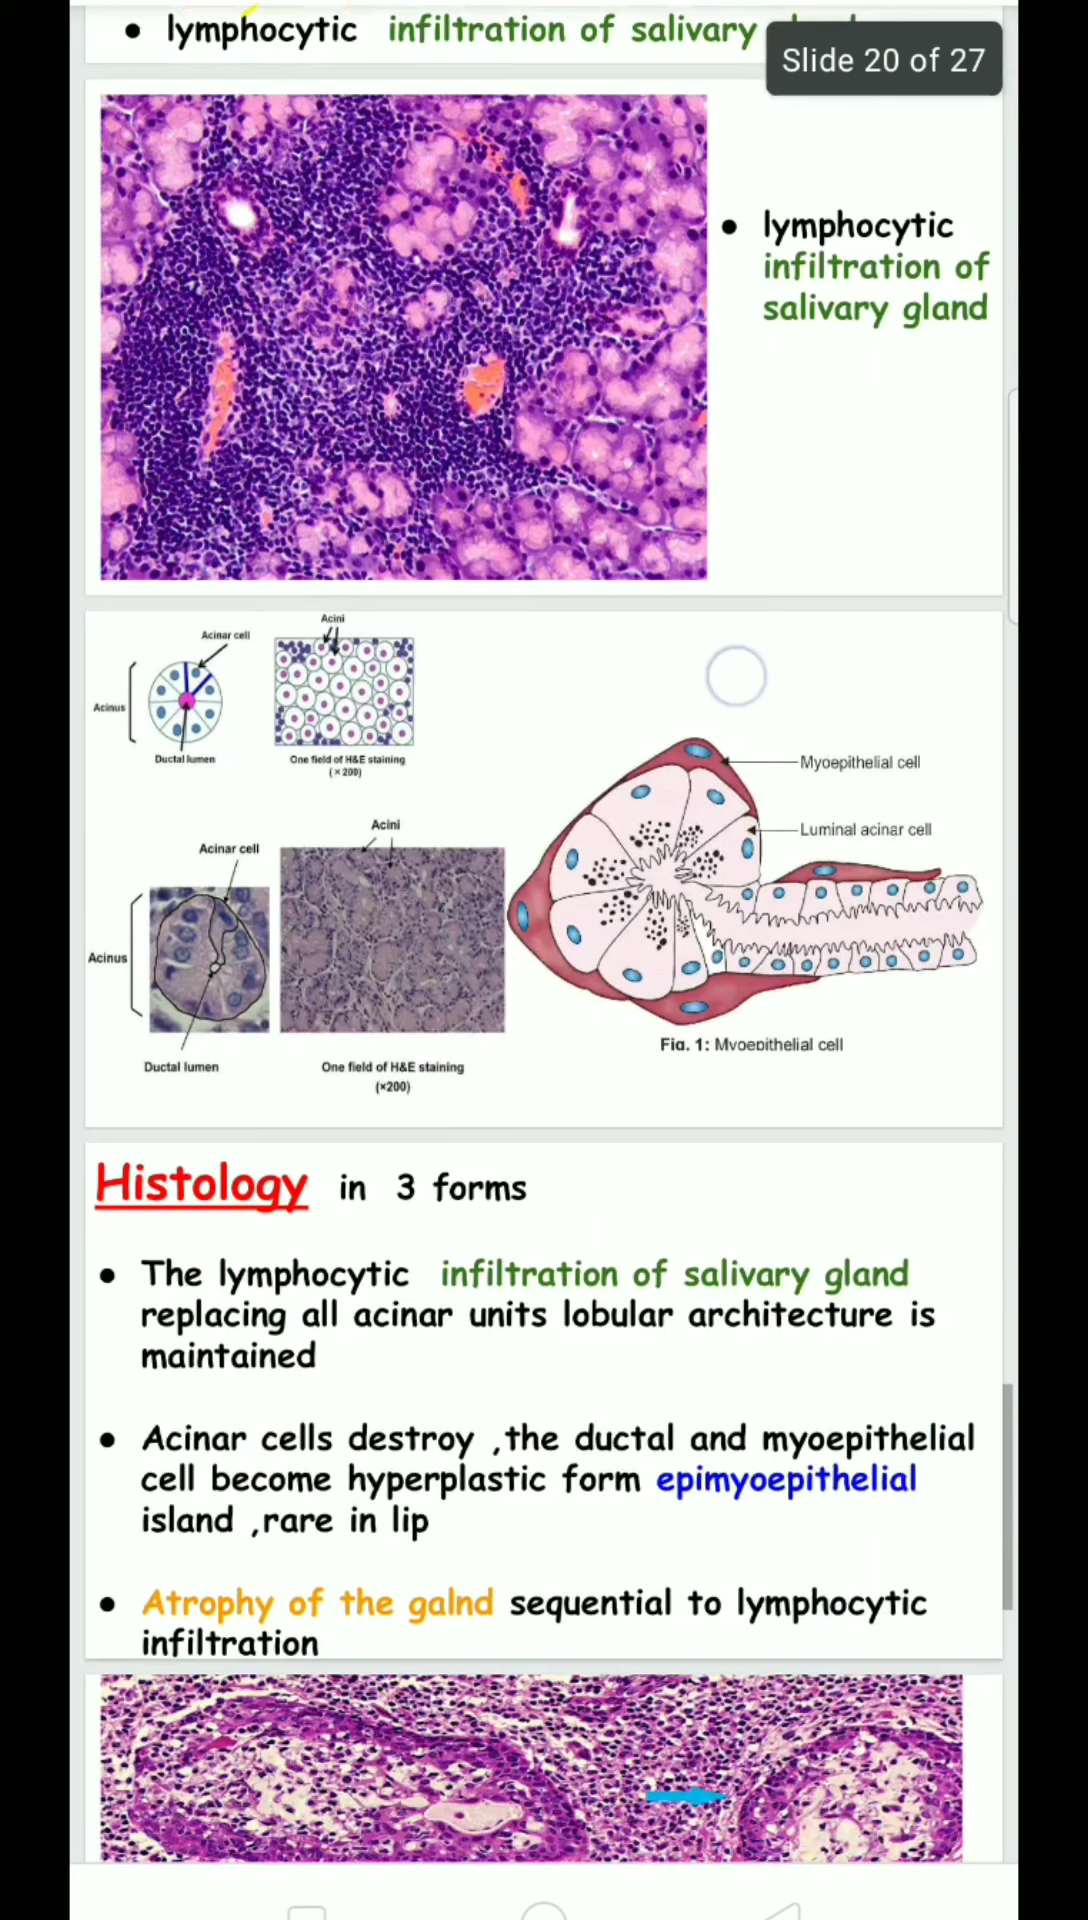 • lymphocytic infiltration of salivary
Slide 20 of 27
• lymphocytic
infiltration of
salivary gland
Acini
Acinar cell
Acinus
Ductal lumen
One field of H&E staining
(×200)
Myoepithelial cell
Luminal acinar cell
Acini
Acinar cell
Acinus
Ductal lumen
One field of H&E staining
(×200)
Fig. 1: Myoepithelial cell
Histology in 3 forms
• The lymphocytic infiltration of salivary gland
replacing all acinar units lobular architecture is
maintained
• Acinar cells destroy ,the ductal and myoepithelial
cell become hyperplastic form epimyoepithelial
island ,rare in lip
• Atrophy of the galnd sequential to lymphocytic
infiltration